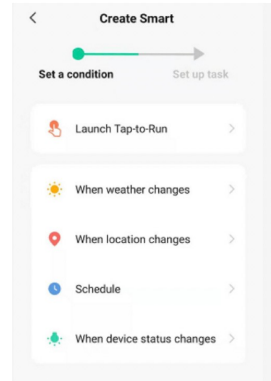 Create Smart
Set a condition
Set up task
Launch Tap-to-Run
When weather changes
When location changes
Schedule
When device status changes